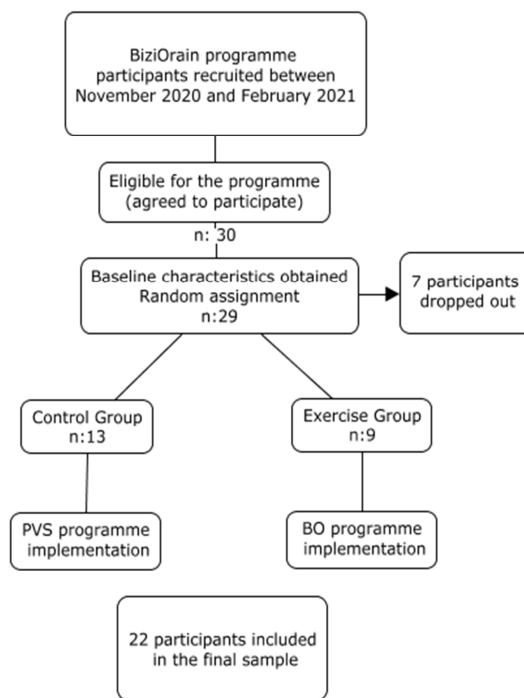 BiziOrain programme
participants recruited between
November 2020 and February 2021
Eligible for the programme
(agreed to participate)
n: 30
Baseline characteristics obtained
Random assignment
n:29
7 participants
dropped out
Control Group
n:13
Exercise Group
n:9
PVS programme
implementation
BO programme
implementation
22 participants included
in the final sample